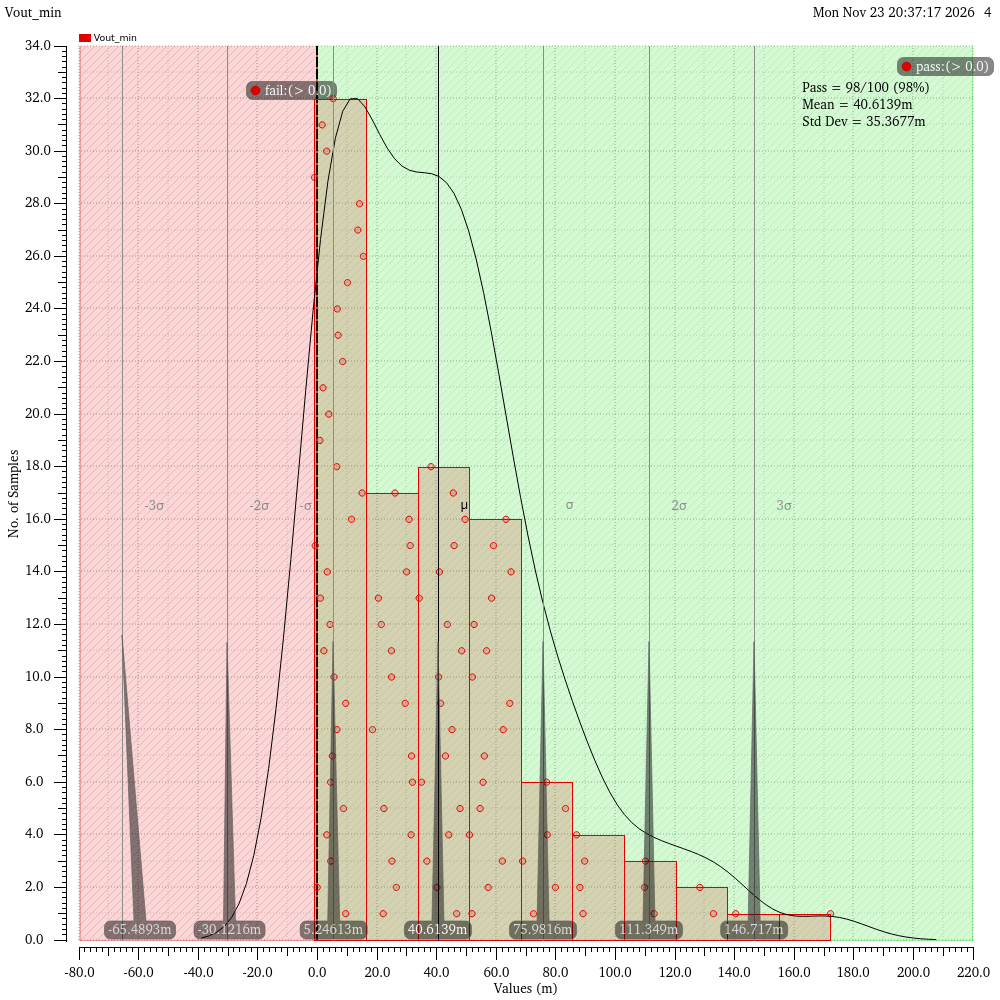 Vout_min
Mon Nov 23 20:37:17 2026 4
Vout_min
34.0
32.0
30.0
28.0
26.0
24.0
22.0
20.0
18.0
16.0
14.0
12.0
10.0
8.0
6.0
4.0
2.0
0.0
No. of Samples
fail:(> 0.0)
pass:(> 0.0)
Pass = 98/100 (98%)
Mean = 40.6139m
Std Dev = 35.3677m
-3σ
-2σ
-σ
μ
σ
2σ
3σ
-65.4893m
-30.1216m
5.24613m
40.6139m
75.9816m
111.349m
146.717m
-80.0
-60.0
-40.0
-20.0
0.0
20.0
40.0
60.0
80.0
100.0
120.0
140.0
160.0
180.0
200.0
220.0
Values (m)